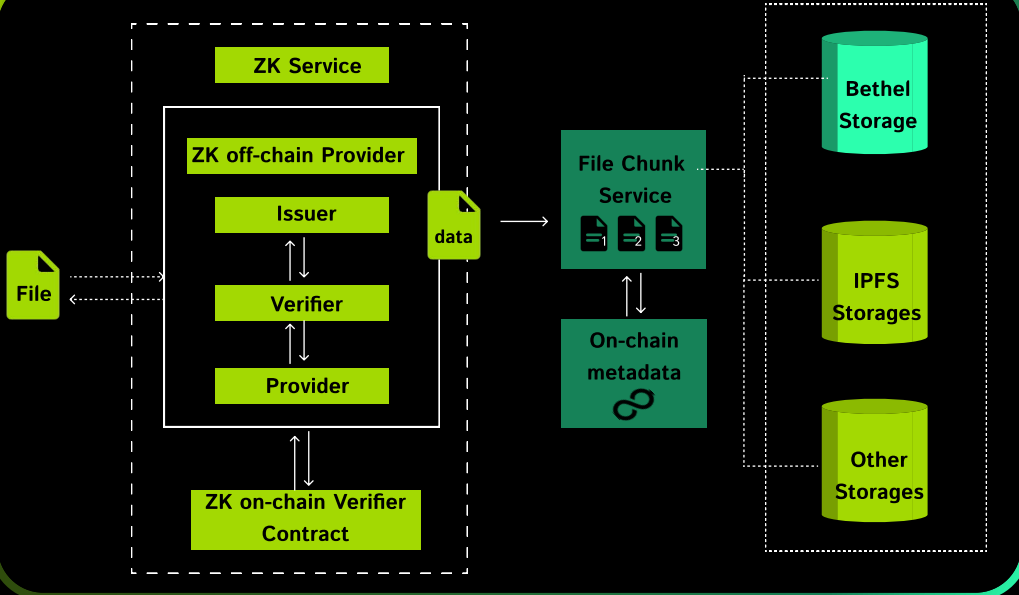 ZK Service
ZK off-chain Provider
Issuer
Verifier
Provider
ZK on-chain Verifier
Contract
File
data
File Chunk
Service
1 2 3
On-chain
metadata
Bethel
Storage
IPFS
Storages
Other
Storages